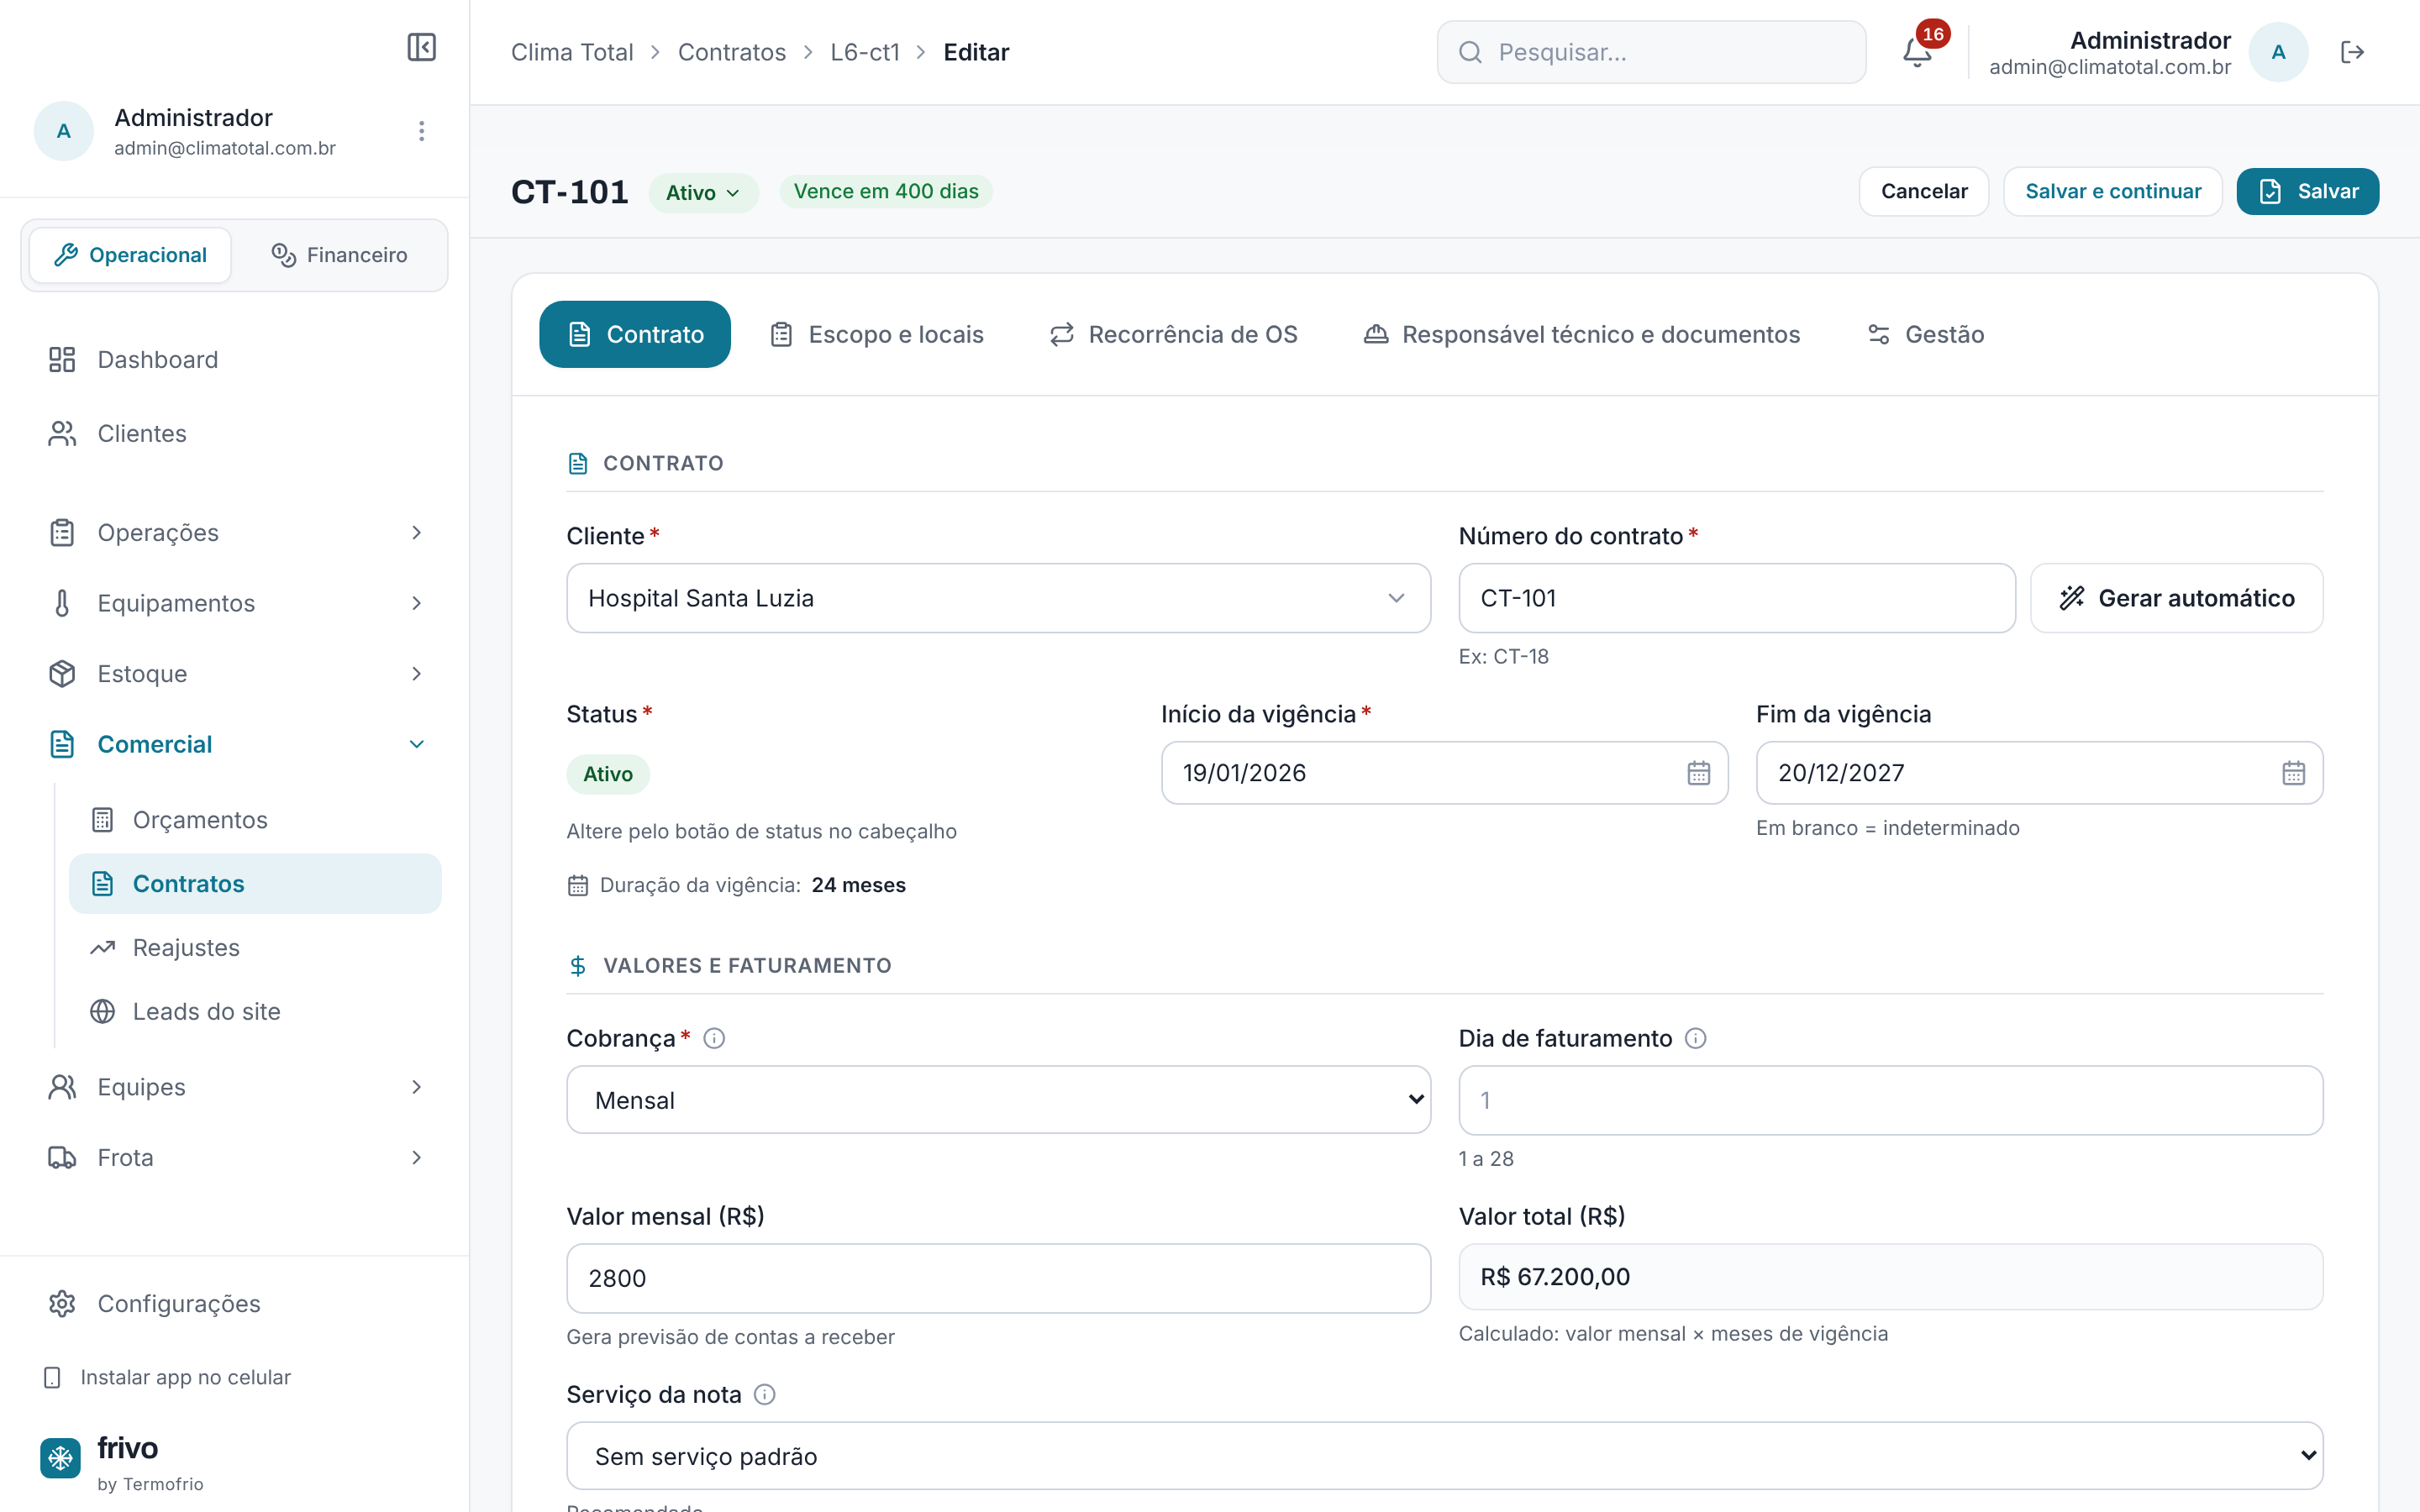 Clima Total > Contratos > L6-ct1 > Editar
Pesquisar...
16
Administrador
admin@climatotal.com.br
A
A
Administrador
admin@climatotal.com.br
Operacional
Financeiro
Dashboard
Clientes
Operações
Equipamentos
Estoque
Comercial
Orçamentos
Contratos
Reajustes
Leads do site
Equipes
Frota
Configurações
Instalar app no celular
frivo
by Termofrio
CT-101
Ativo
Vence em 400 dias
Cancelar
Salvar e continuar
Salvar
Contrato
Escopo e locais
Recorrência de OS
Responsável técnico e documentos
Gestão
CONTRATO
Cliente*
Hospital Santa Luzia
Número do contrato*
CT-101
Gerar automático
Ex: CT-18
Status*
Ativo
Altere pelo botão de status no cabeçalho
Início da vigência*
19/01/2026
Fim da vigência
20/12/2027
Em branco = indeterminado
Duração da vigência: 24 meses
VALORES E FATURAMENTO
Cobrança*
Mensal
Dia de faturamento
1
1 a 28
Valor mensal (R$)
2800
Gera previsão de contas a receber
Valor total (R$)
R$ 67.200,00
Calculado: valor mensal × meses de vigência
Serviço da nota
Sem serviço padrão